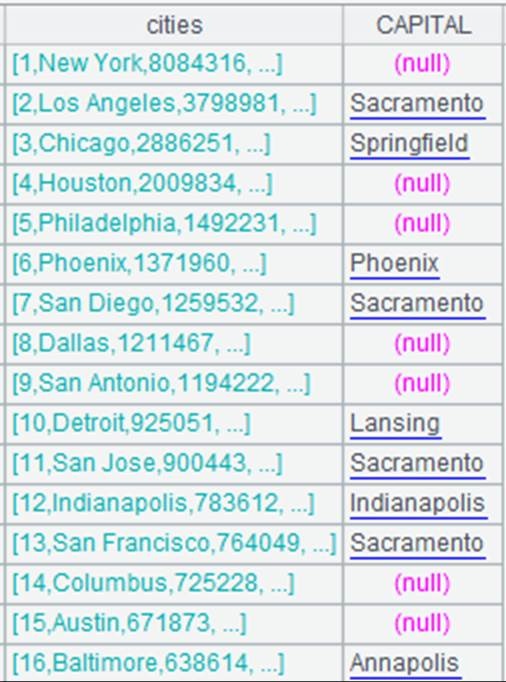 cities CAPITAL
[1,New York,8084316, ...] (null)
[2,Los Angeles,3798981, ...] Sacramento
[3,Chicago,2886251, ...] Springfield
[4,Houston,2009834, ...] (null)
[5,Philadelphia,1492231, ...] (null)
[6,Phoenix,1371960, ...] Phoenix
[7,San Diego,1259532, ...] Sacramento
[8,Dallas,1211467, ...] (null)
[9,San Antonio,1194222, ...] (null)
[10,Detroit,925051, ...] Lansing
[11,San Jose,900443, ...] Sacramento
[12,Indianapolis,783612, ...] Indianapolis
[13,San Francisco,764049, ...] Sacramento
[14,Columbus,725228, ...] (null)
[15,Austin,671873, ...] (null)
[16,Baltimore,638614, ...] Annapolis